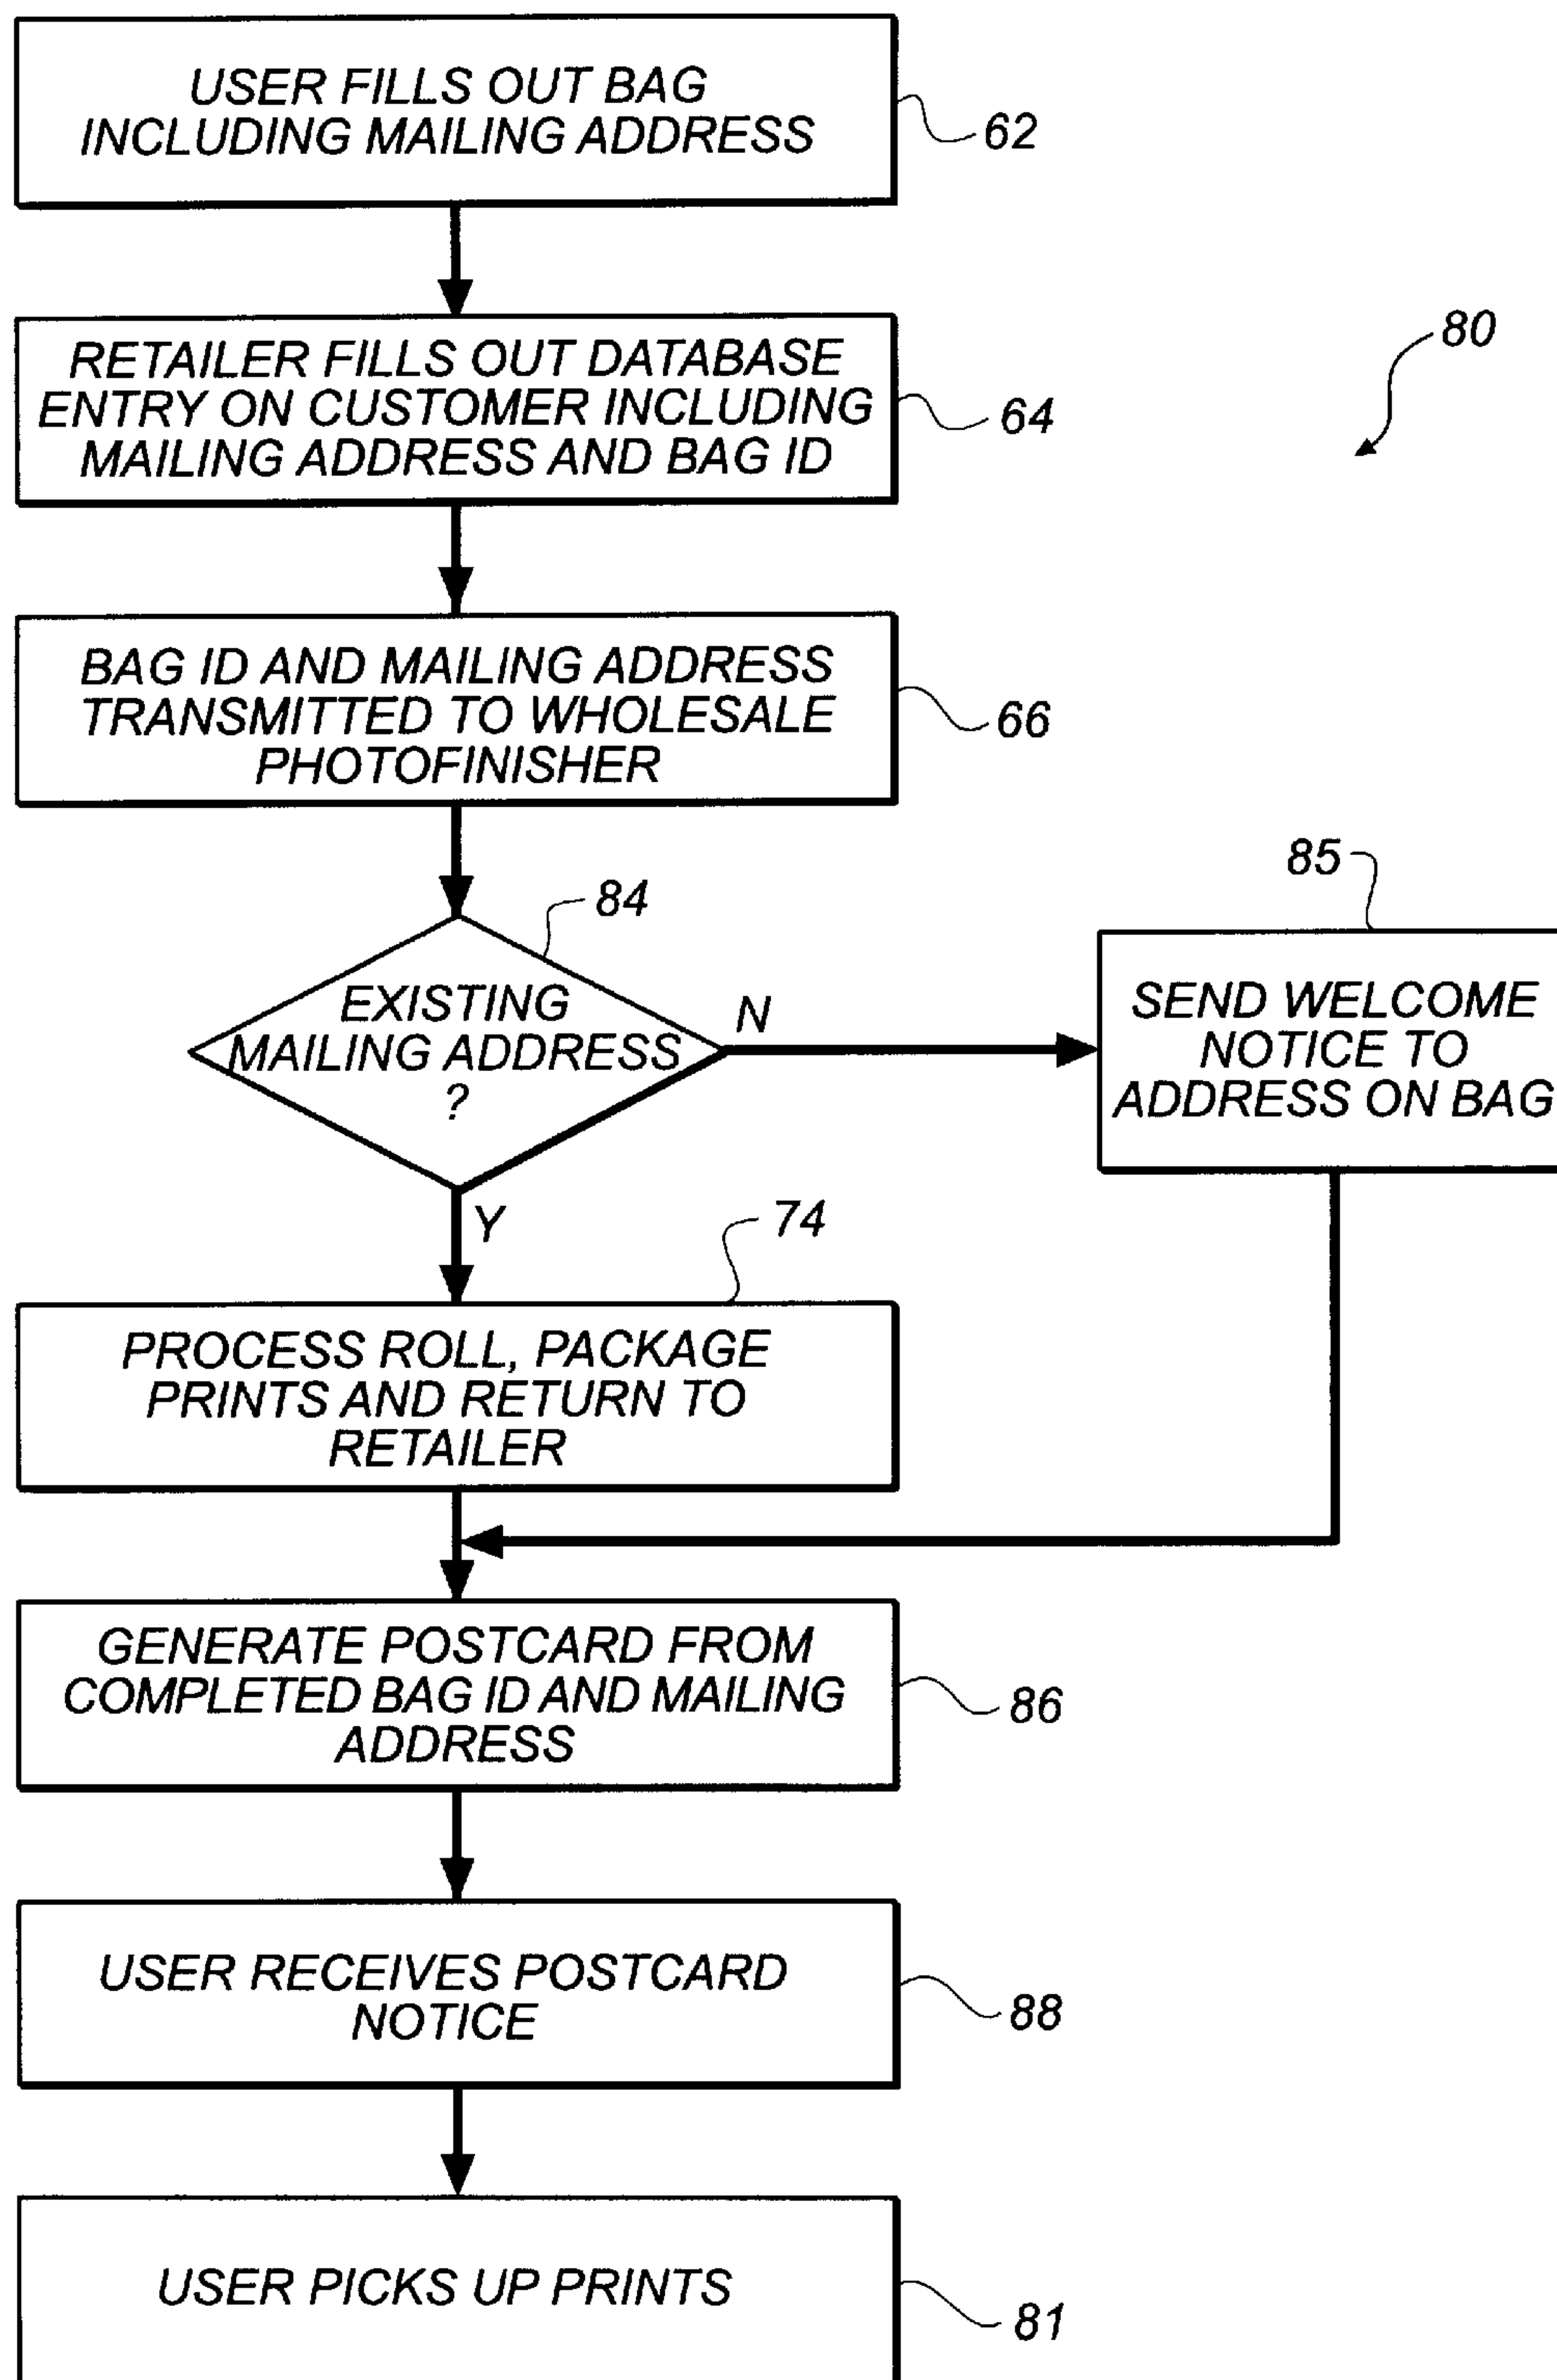 USER FILLS OUT BAG
INCLUDING MAILING ADDRESS
62
RETAILER FILLS OUT DATABASE
ENTRY ON CUSTOMER INCLUDING
MAILING ADDRESS AND BAG ID
64
80
BAG ID AND MAILING ADDRESS
TRANSMITTED TO WHOLESALE
PHOTOFINISHER
66
84
EXISTING
MAILING ADDRESS
?
N
Y
85
SEND WELCOME
NOTICE TO
ADDRESS ON BAG
74
PROCESS ROLL, PACKAGE
PRINTS AND RETURN TO
RETAILER
GENERATE POSTCARD FROM
COMPLETED BAG ID AND MAILING
ADDRESS
86
USER RECEIVES POSTCARD
NOTICE
88
USER PICKS UP PRINTS
81